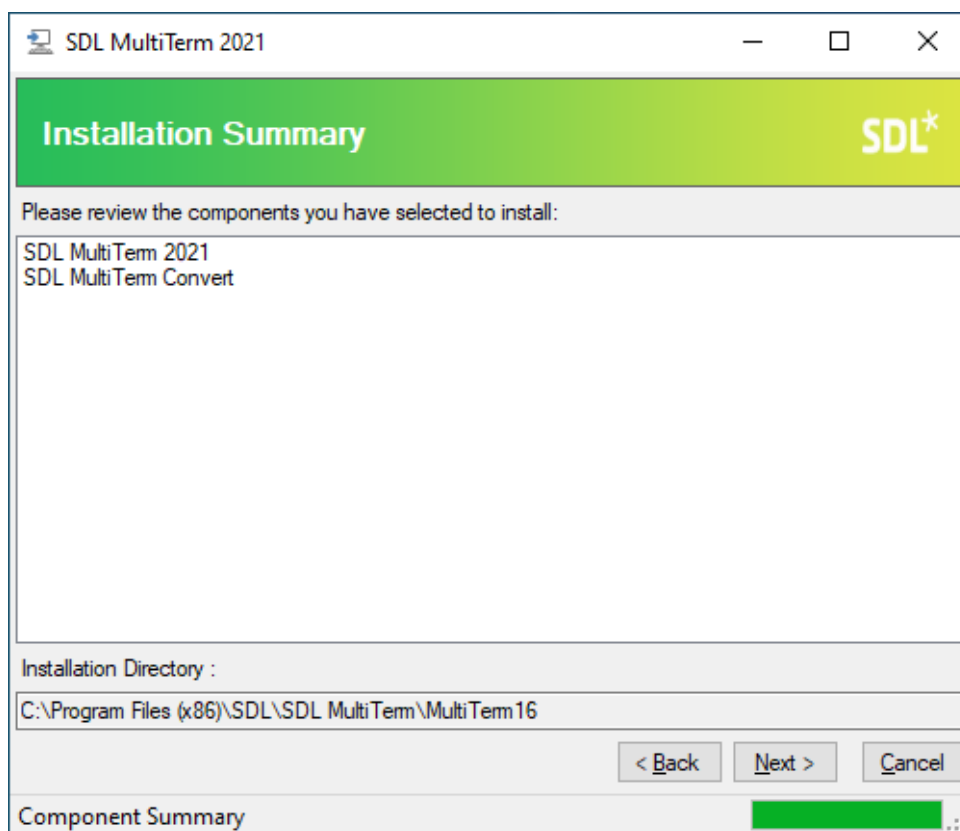 SDL MultiTerm 2021
Installation Summary
SDL*
Please review the components you have selected to install:
SDL MultiTerm 2021
SDL MultiTerm Convert
Installation Directory :
C:\Program Files (x86)\SDL\SDL MultiTerm\MultiTerm16
< Back Next > Cancel
Component Summary